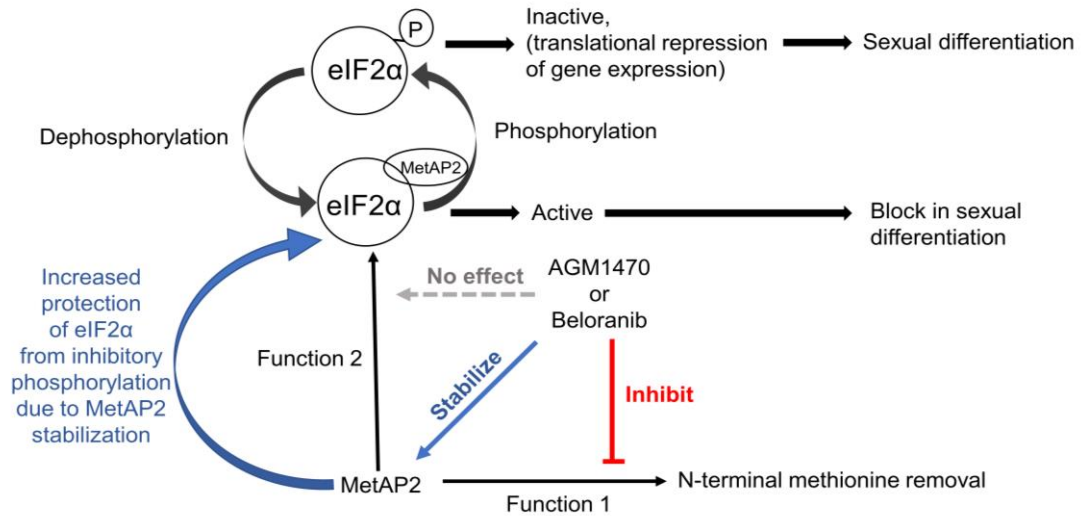 P
eIF2α
Inactive,
(translational repression
of gene expression)
Sexual differentiation
Dephosphorylation
Phosphorylation
MetAP2
eIF2α
Active
Block in sexual
differentiation
Increased
protection
of eIF2α
from inhibitory
phosphorylation
due to MetAP2
stabilization
No effect
AGM1470
or
Beloranib
Function 2
Stabilize
Inhibit
MetAP2
N-terminal methionine removal
Function 1